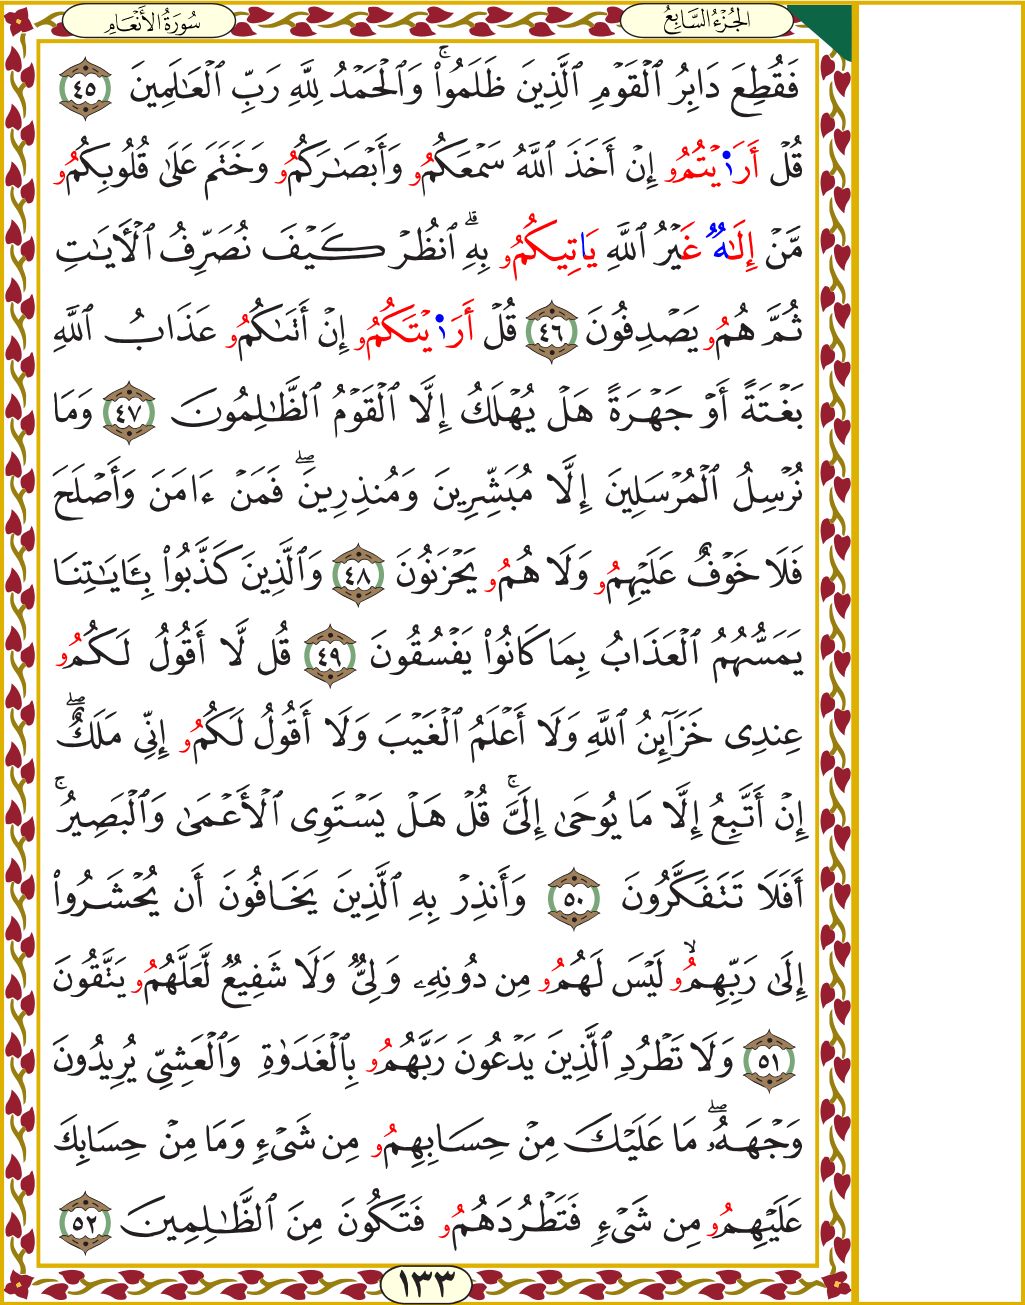 الجُزْءُ السَّابِعُ
سُورَةُ الأَنْعَامِ
فَقُطِعَ دَابِرُ ٱلْقَوْمِ ٱلَّذِينَ ظَلَمُوا۟ۚ وَٱلْحَمْدُ لِلَّهِ رَبِّ ٱلْعَٰلَمِينَ ٤٥
قُلْ أَرَا۬يْتُمُۥ إِنْ أَخَذَ ٱللَّهُ سَمْعَكُمُۥ وَأَبْصَٰرَكُمُۥ وَخَتَمَ عَلَىٰ قُلُوبِكُمُۥ
مَّنْ إِلَٰهٌ غَيْرُ ٱللَّهِ يَاتِيكُمُۥ بِهِۗ ٱنظُرْ كَيْفَ نُصَرِّفُ ٱلْأَيَٰتِ
ثُمَّ هُمُۥ يَصْدِفُونَ ٤٦ قُلْ أَرَا۬يْتَكُمُۥ إِنْ أَتَىٰكُمُۥ عَذَابُ ٱللَّهِ
بَغْتَةً أَوْ جَهْرَةً هَلْ يُهْلَكُ إِلَّا ٱلْقَوْمُ ٱلظَّٰلِمُونَ ٤٧ وَمَا
نُرْسِلُ ٱلْمُرْسَلِينَ إِلَّا مُبَشِّرِينَ وَمُنذِرِينَۖ فَمَنْ ءَامَنَ وَأَصْلَحَ
فَلَا خَوْفٌ عَلَيْهِمُۥ وَلَا هُمُۥ يَحْزَنُونَ ٤٨ وَٱلَّذِينَ كَذَّبُوا۟ بِـَٔايَٰتِنَا
يَمَسُّهُمُ ٱلْعَذَابُ بِمَا كَانُوا۟ يَفْسُقُونَ ٤٩ قُل لَّا أَقُولُ لَكُمُۥ
عِندِى خَزَآئِنُ ٱللَّهِ وَلَا أَعْلَمُ ٱلْغَيْبَ وَلَا أَقُولُ لَكُمُۥ إِنِّى مَلَكٌۖ
إِنْ أَتَّبِعُ إِلَّا مَا يُوحَىٰ إِلَىَّۚ قُلْ هَلْ يَسْتَوِى ٱلْأَعْمَىٰ وَٱلْبَصِيرُۚ
أَفَلَا تَتَفَكَّرُونَ ٥٠ وَأَنذِرْ بِهِ ٱلَّذِينَ يَخَافُونَ أَن يُحْشَرُوا۟
إِلَىٰ رَبِّهِمُۥۙ لَيْسَ لَهُمُۥ مِن دُونِهِۦ وَلِىٌّ وَلَا شَفِيعٌ لَّعَلَّهُمُۥ يَتَّقُونَ
٥١ وَلَا تَطْرُدِ ٱلَّذِينَ يَدْعُونَ رَبَّهُمُۥ بِٱلْغَدَوٰةِ وَٱلْعَشِىِّ يُرِيدُونَ
وَجْهَهُۥۖ مَا عَلَيْكَ مِنْ حِسَابِهِمُۥ مِن شَىْءٍ وَمَا مِنْ حِسَابِكَ
عَلَيْهِمُۥ مِن شَىْءٍ فَتَطْرُدَهُمُۥ فَتَكُونَ مِنَ ٱلظَّٰلِمِينَ ٥٢
١٣٣